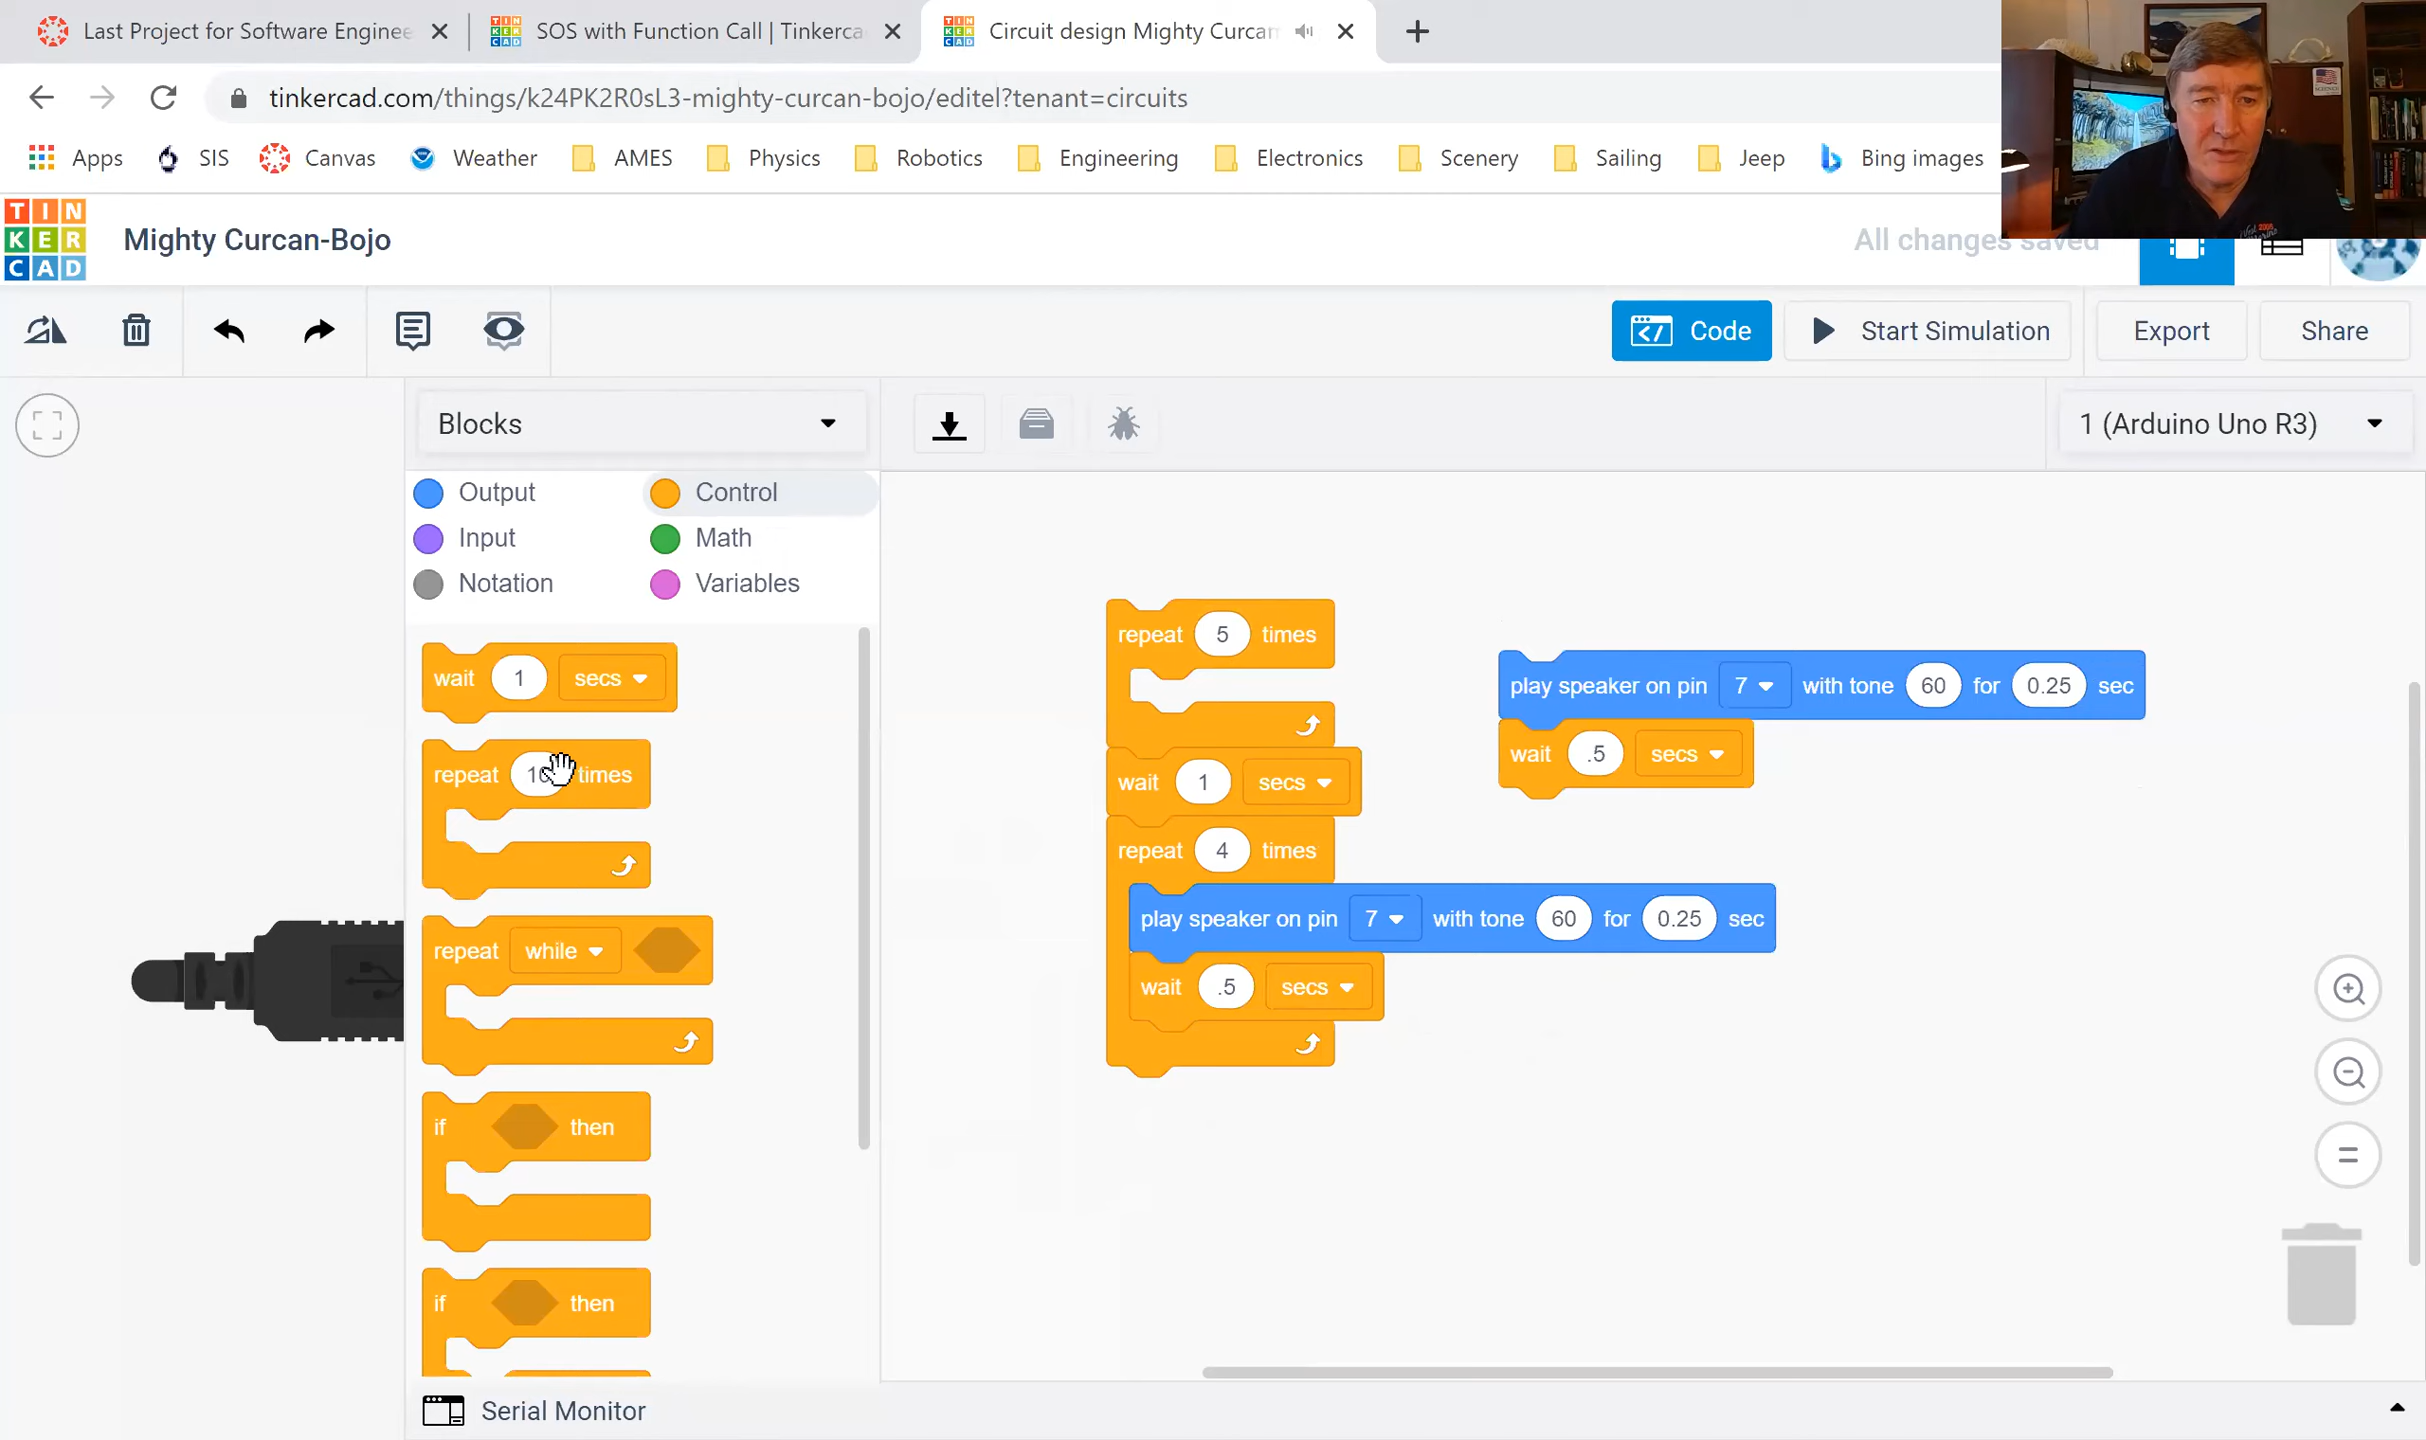 Last Project for Software Enginee
SOS with Function Call | Tinkerca
Circuit design Mighty Curcan
tinkercad.com/things/k24PK2R0sL3-mighty-curcan-bojo/editel?tenant=circuits
Apps SIS Canvas Weather AMES Physics Robotics Engineering Electronics Scenery Sailing Jeep Bing images
TIN
KER
CAD
Mighty Curcan-Bojo
All changes saved
Code
Start Simulation
Export
Share
Blocks
1 (Arduino Uno R3)
Output
Control
Input
Math
Notation
Variables
wait 1 secs
repeat 10 times
repeat while
if then
if then
repeat 5 times
wait 1 secs
repeat 4 times
play speaker on pin 7 with tone 60 for 0.25 sec
wait .5 secs
play speaker on pin 7 with tone 60 for 0.25 sec
wait .5 secs
Serial Monitor